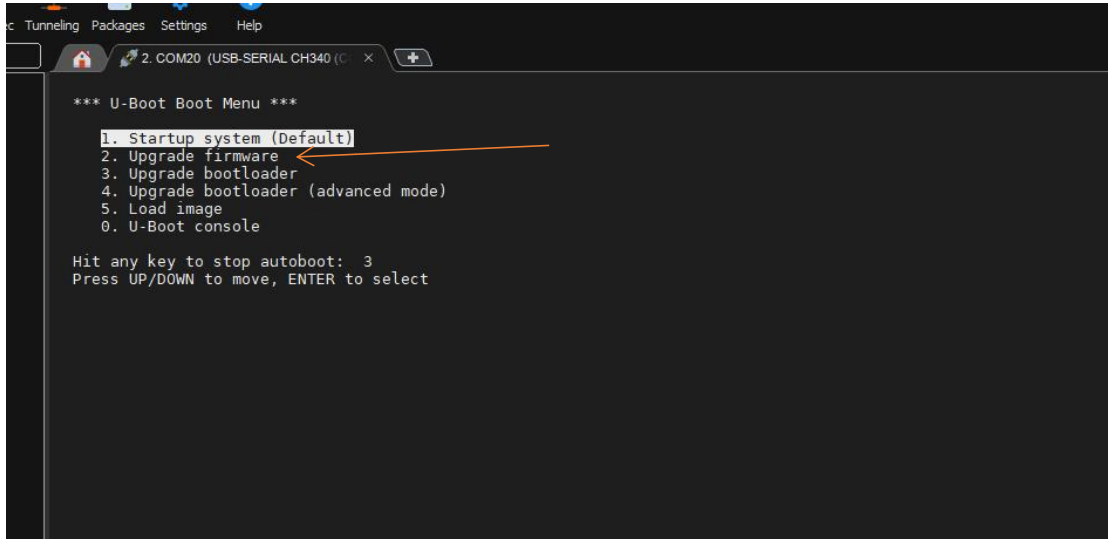 Tunneling Packages Settings Help
2. COM20 (USB-SERIAL CH340 (C
*** U-Boot Boot Menu ***
1. Startup system (Default)
2. Upgrade firmware
3. Upgrade bootloader
4. Upgrade bootloader (advanced mode)
5. Load image
0. U-Boot console
Hit any key to stop autoboot: 3
Press UP/DOWN to move, ENTER to select